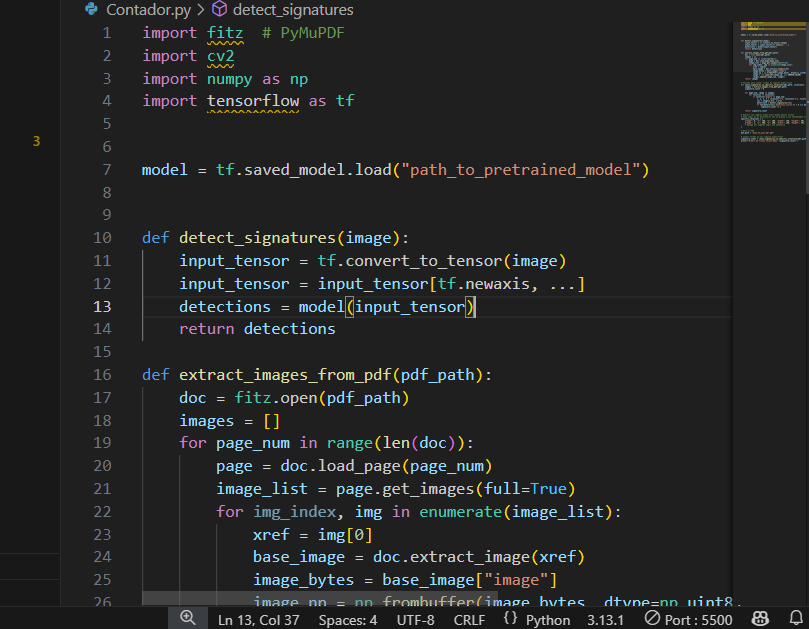 Contador.py > detect_signatures
1 import fitz # PyMuPDF
2 import cv2
3 import numpy as np
4 import tensorflow as tf
5
6
3
7 model = tf.saved_model.load("path_to_pretrained_model")
8
9
10 def detect_signatures(image):
11 input_tensor = tf.convert_to_tensor(image)
12 input_tensor = input_tensor[tf.newaxis, ...]
13 detections = model(input_tensor)
14 return detections
15
16 def extract_images_from_pdf(pdf_path):
17 doc = fitz.open(pdf_path)
18 images = []
19 for page_num in range(len(doc)):
20 page = doc.load_page(page_num)
21 image_list = page.get_images(full=True)
22 for img_index, img in enumerate(image_list):
23 xref = img[0]
24 base_image = doc.extract_image(xref)
25 image_bytes = base_image["image"]
26 image_np = np.frombuffer(image_bytes, dtype=np.uint8
Ln 13, Col 37 Spaces: 4 UTF-8 CRLF {} Python 3.13.1 Port : 5500